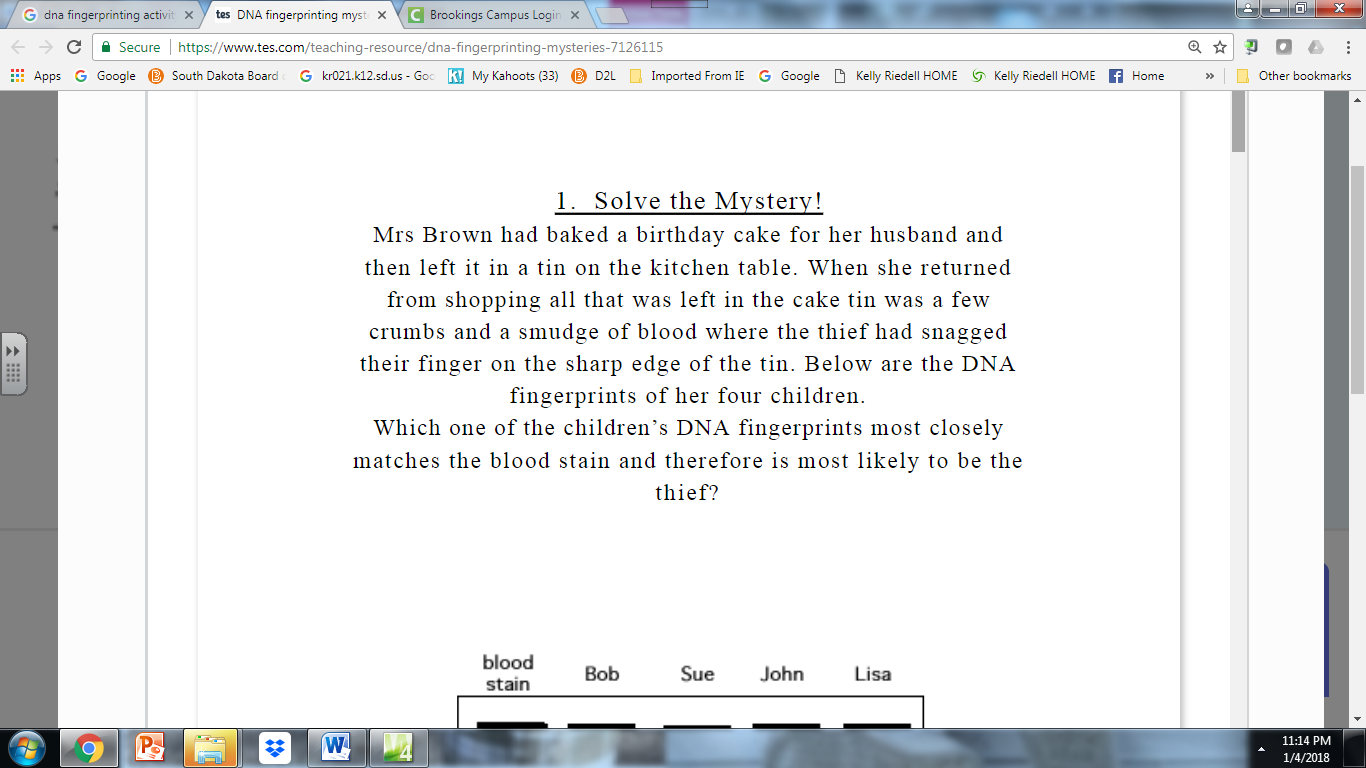 dna fingerprinting activit
tes DNA fingerprinting myst
Brookings Campus Login
Secure https://www.tes.com/teaching-resource/dna-fingerprinting-mysteries-7126115
Apps Google South Dakota Board kr021.k12.sd.us - Goo K! My Kahoots (33) D2L Imported From IE Google Kelly Riedell HOME Kelly Riedell HOME Home » Other bookmarks
1. Solve the Mystery!
Mrs Brown had baked a birthday cake for her husband and
then left it in a tin on the kitchen table. When she returned
from shopping all that was left in the cake tin was a few
crumbs and a smudge of blood where the thief had snagged
their finger on the sharp edge of the tin. Below are the DNA
fingerprints of her four children.
Which one of the children's DNA fingerprints most closely
matches the blood stain and therefore is most likely to be the
thief?
blood
stain Bob Sue John Lisa
11:14 PM
1/4/2018